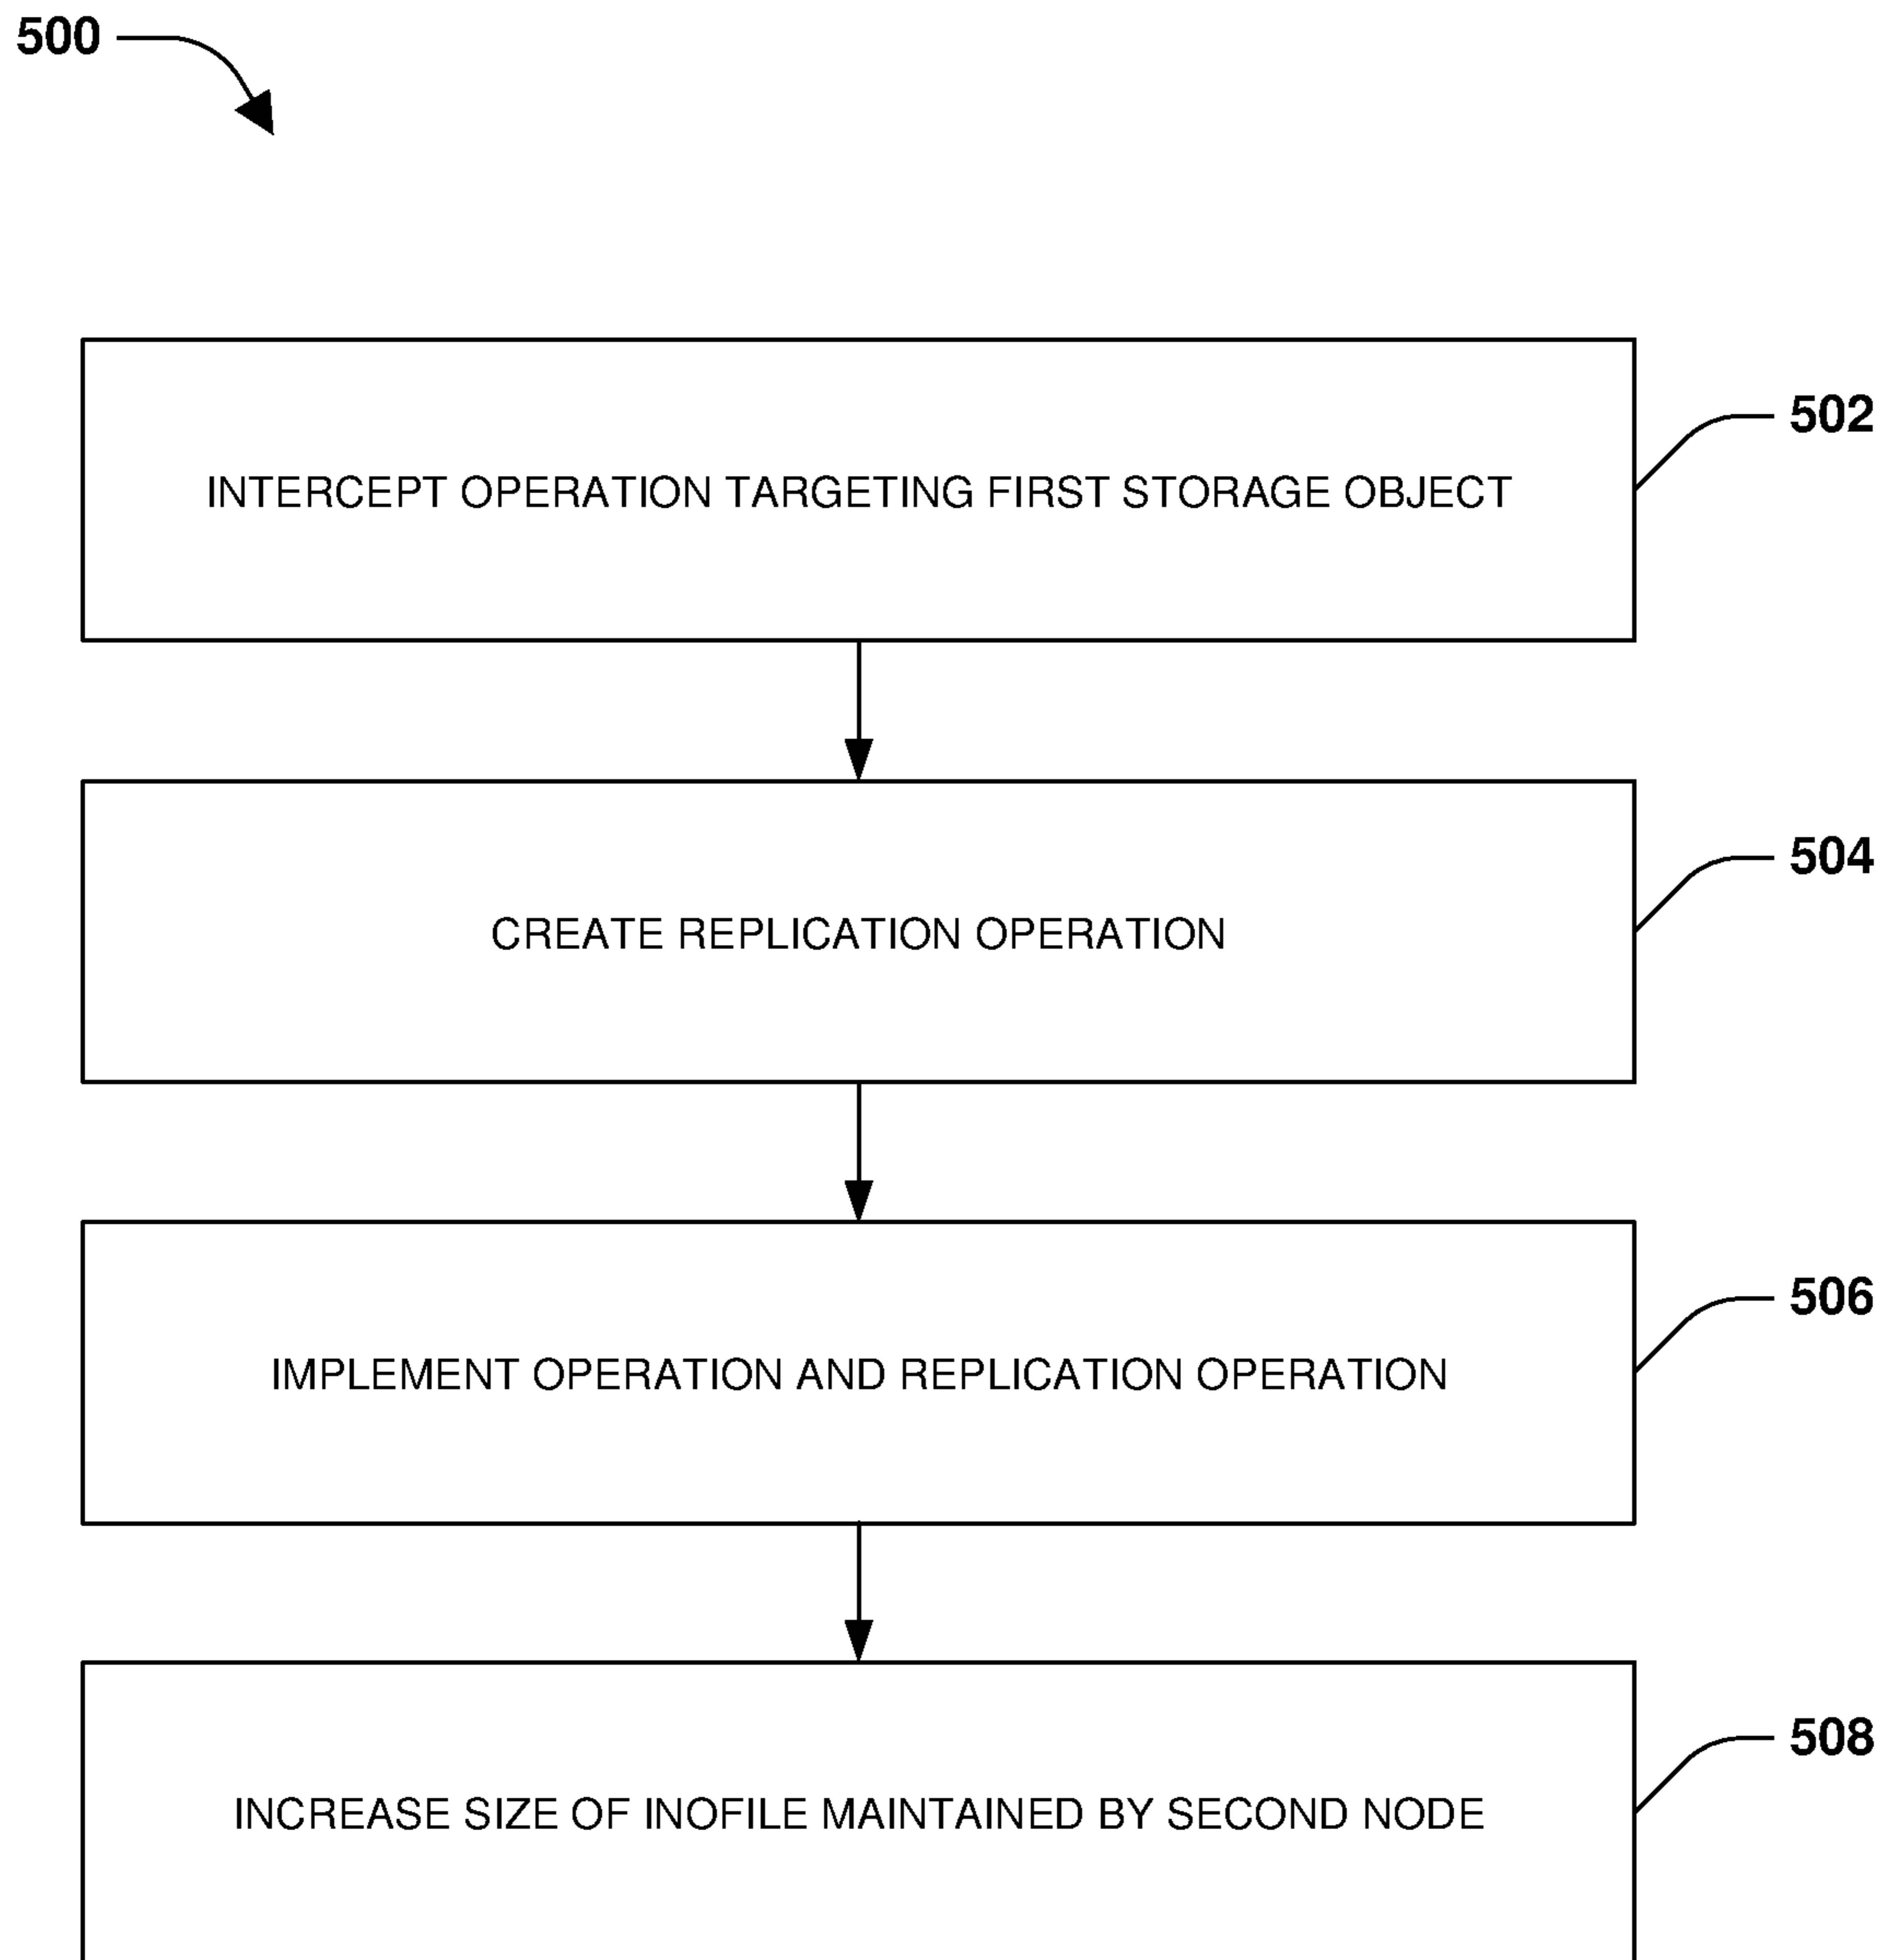 500
INTERCEPT OPERATION TARGETING FIRST STORAGE OBJECT
502
CREATE REPLICATION OPERATION
504
IMPLEMENT OPERATION AND REPLICATION OPERATION
506
INCREASE SIZE OF INOFILE MAINTAINED BY SECOND NODE
508